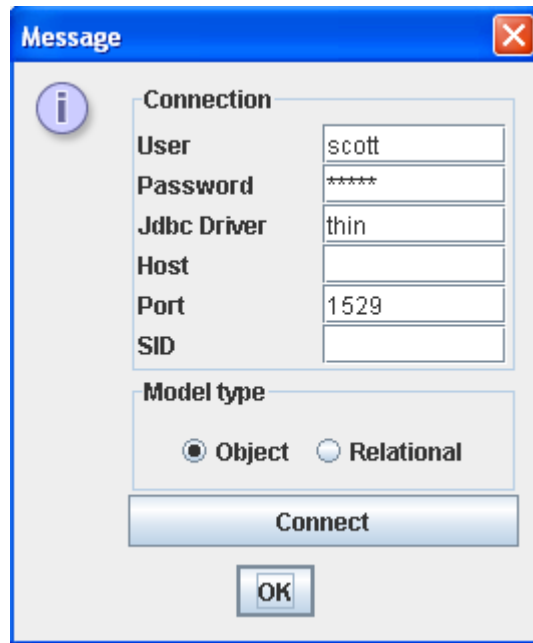 Message
i
Connection
User scott
Password *****
Jdbc Driver thin
Host
Port 1529
SID
Model type
Object Relational
Connect
OK